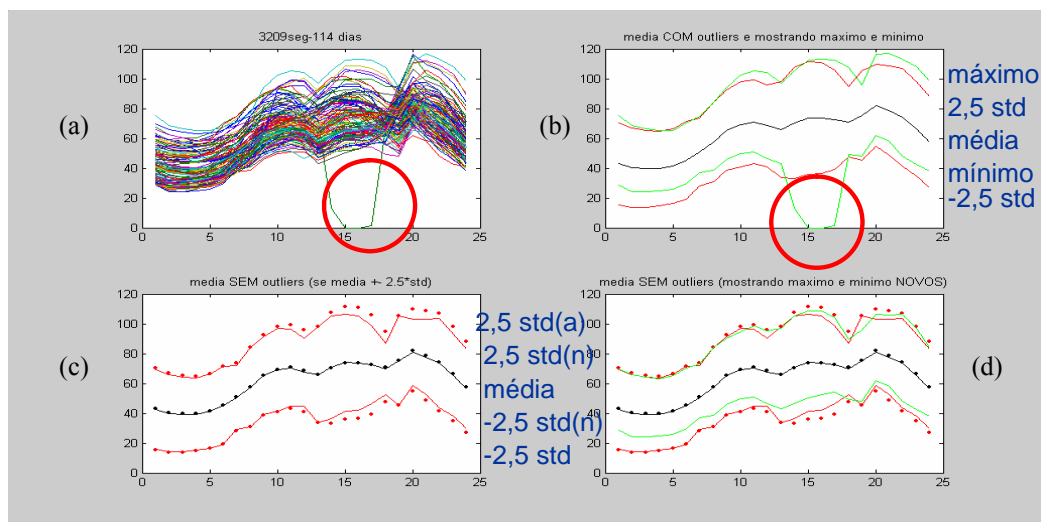 3209seg-114 dias
(a)
120
100
80
60
40
20
0
0 5 10 15 20 25
media COM outliers e mostrando maximo e minimo
(b)
120
100
80
60
40
20
0
0 5 10 15 20 25
máximo
2,5 std
média
mínimo
-2,5 std
media SEM outliers (se media +- 2.5*std)
(c)
120
100
80
60
40
20
0
0 5 10 15 20 25
2,5 std(a)
2,5 std(n)
média
-2,5 std(n)
-2,5 std
media SEM outliers (mostrando maximo e minimo NOVOS)
120
100
80
60
40
20
0
0 5 10 15 20 25
(d)